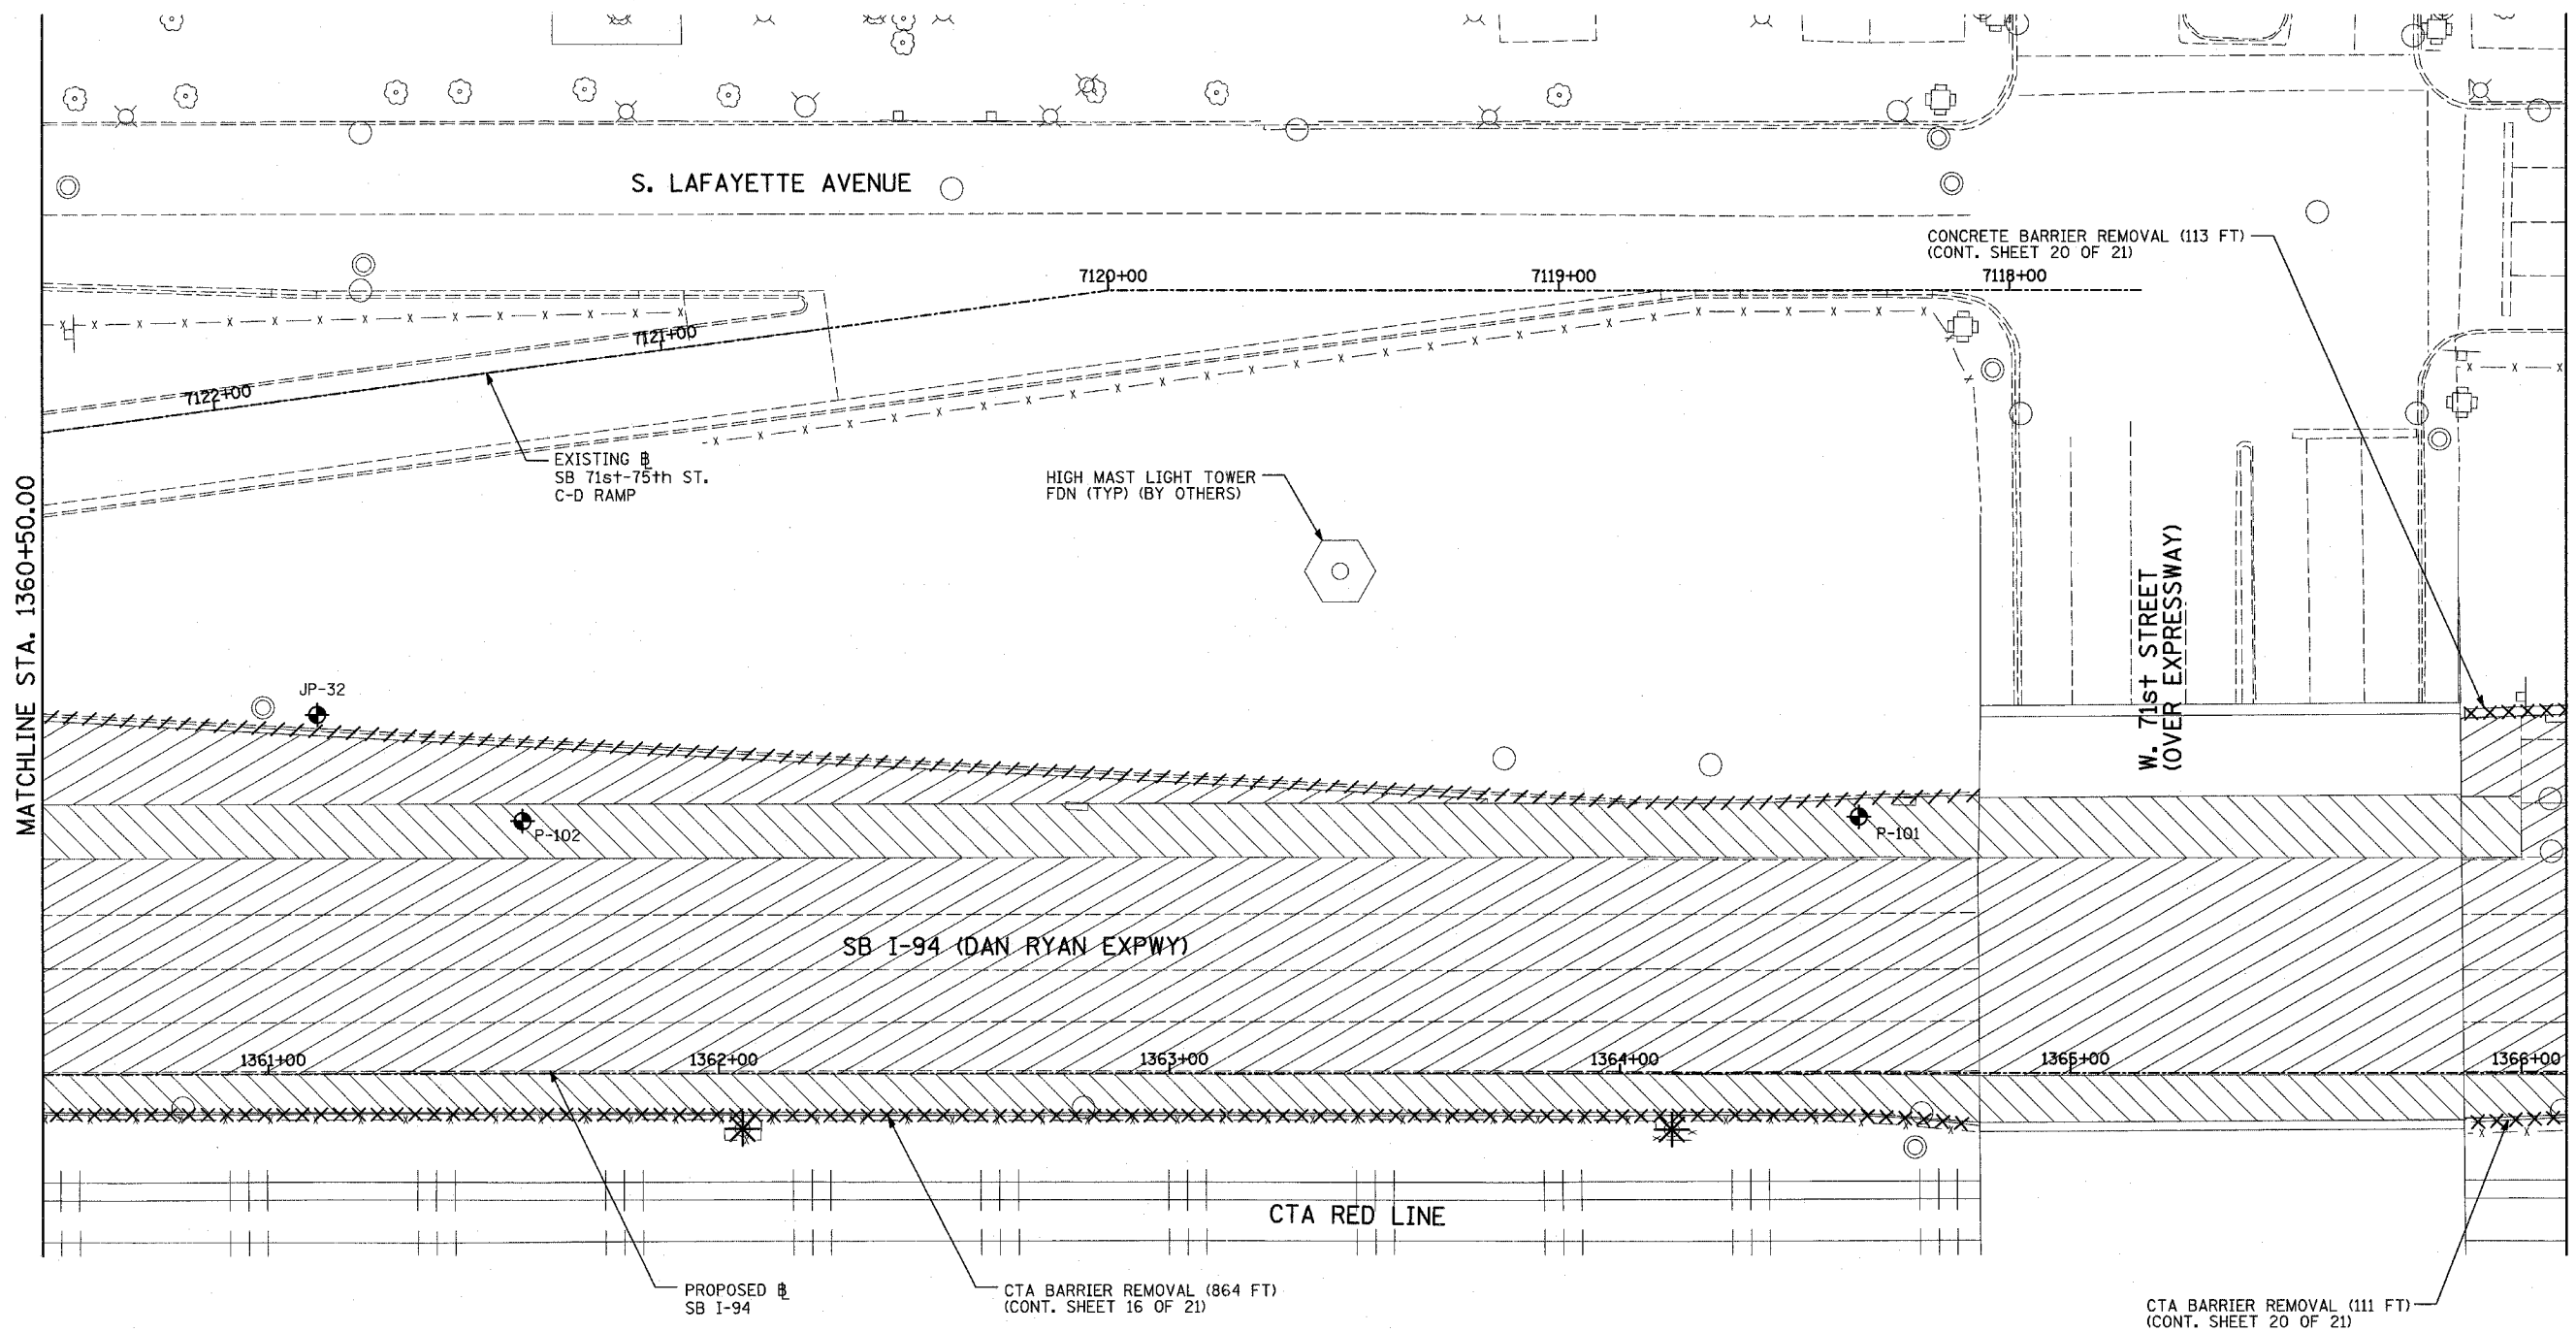 S. LAFAYETTE AVENUE
CONCRETE BARRIER REMOVAL (113 FT)
(CONT. SHEET 20 OF 21)
7120+00
7119+00
7118+00
7121+00
7122+00
EXISTING ⅊
SB 71st-75th ST.
C-D RAMP
HIGH MAST LIGHT TOWER
FDN (TYP) (BY OTHERS)
MATCHLINE STA. 1360+50.00
W. 71st STREET
(OVER EXPRESSWAY)
JP-32
P-102
P-101
SB I-94 (DAN RYAN EXPWY)
1361+00
1362+00
1363+00
1364+00
1365+00
1366+00
CTA RED LINE
PROPOSED ⅊
SB I-94
CTA BARRIER REMOVAL (864 FT)
(CONT. SHEET 16 OF 21)
CTA BARRIER REMOVAL (111 FT)
(CONT. SHEET 20 OF 21)